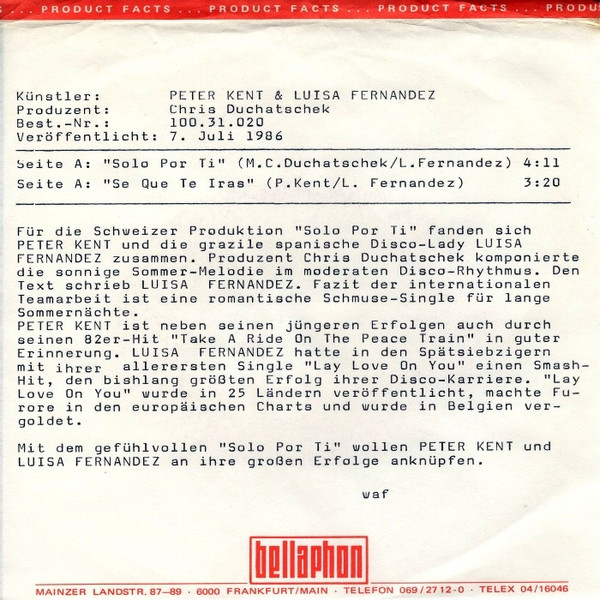 S ... PRODUCT FACTS ... PRODUCT FACTS ... PRODUCT FACTS ... PRODU
Künstler: PETER KENT & LUISA FERNANDEZ
Produzent: Chris Duchatschek
Best.-Nr.: 100.31.020
Veröffentlicht: 7. Juli 1986
Seite A: "Solo Por Ti" (M.C.Duchatschek/L.Fernandez) 4:11
Seite A: "Se Que Te Iras" (P.Kent/L. Fernandez) 3:20
Für die Schweizer Produktion "Solo Por Ti" fanden sich
PETER KENT und die grazile spanische Disco-Lady LUISA
FERNANDEZ zusammen. Produzent Chris Duchatschek komponierte
die sonnige Sommer-Melodie im moderaten Disco-Rhythmus. Den
Text schrieb LUISA FERNANDEZ. Fazit der internationalen
Teamarbeit ist eine romantische Schmuse-Single für lange
Sommernächte.
PETER KENT ist neben seinen jüngeren Erfolgen auch durch
seinen 82er-Hit "Take A Ride On The Peace Train" in guter
Erinnerung. LUISA FERNANDEZ hatte in den Spätsiebzigern
mit ihrer allerersten Single "Lay Love On You" einen Smash-
Hit, den bishlang größten Erfolg ihrer Disco-Karriere. "Lay
Love On You" wurde in 25 Ländern veröffentlicht, machte Fu-
rore in den europäischen Charts und wurde in Belgien ver-
goldet.
Mit dem gefühlvollen "Solo Por Ti" wollen PETER KENT und
LUISA FERNANDEZ an ihre großen Erfolge anknüpfen.
waf
bellaphon
MAINZER LANDSTR. 87–89 · 6000 FRANKFURT/MAIN · TELEFON 069/2712-0 · TELEX 04/16046